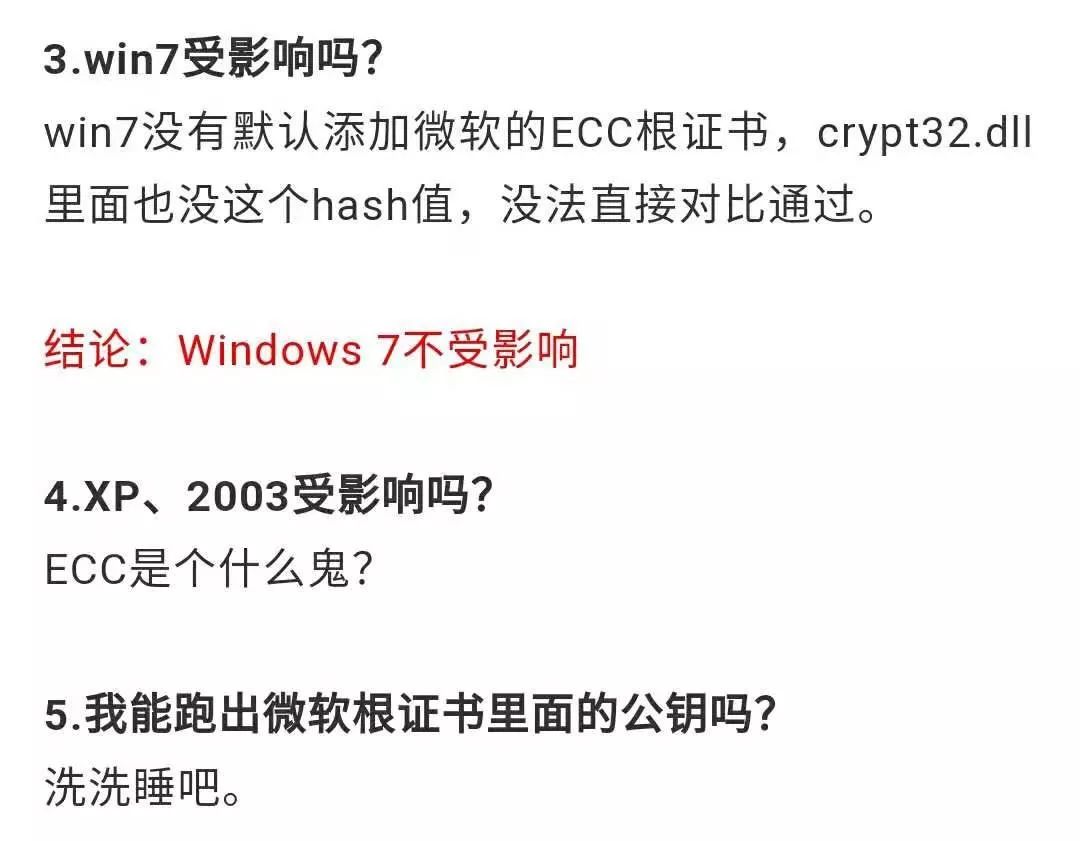 3.win7受影响吗？
win7没有默认添加微软的ECC根证书，crypt32.dll
里面也没这个hash值，没法直接对比通过。
结论：Windows 7不受影响
4.XP、2003受影响吗？
ECC是个什么鬼？
5.我能跑出微软根证书里面的公钥吗？
洗洗睡吧。